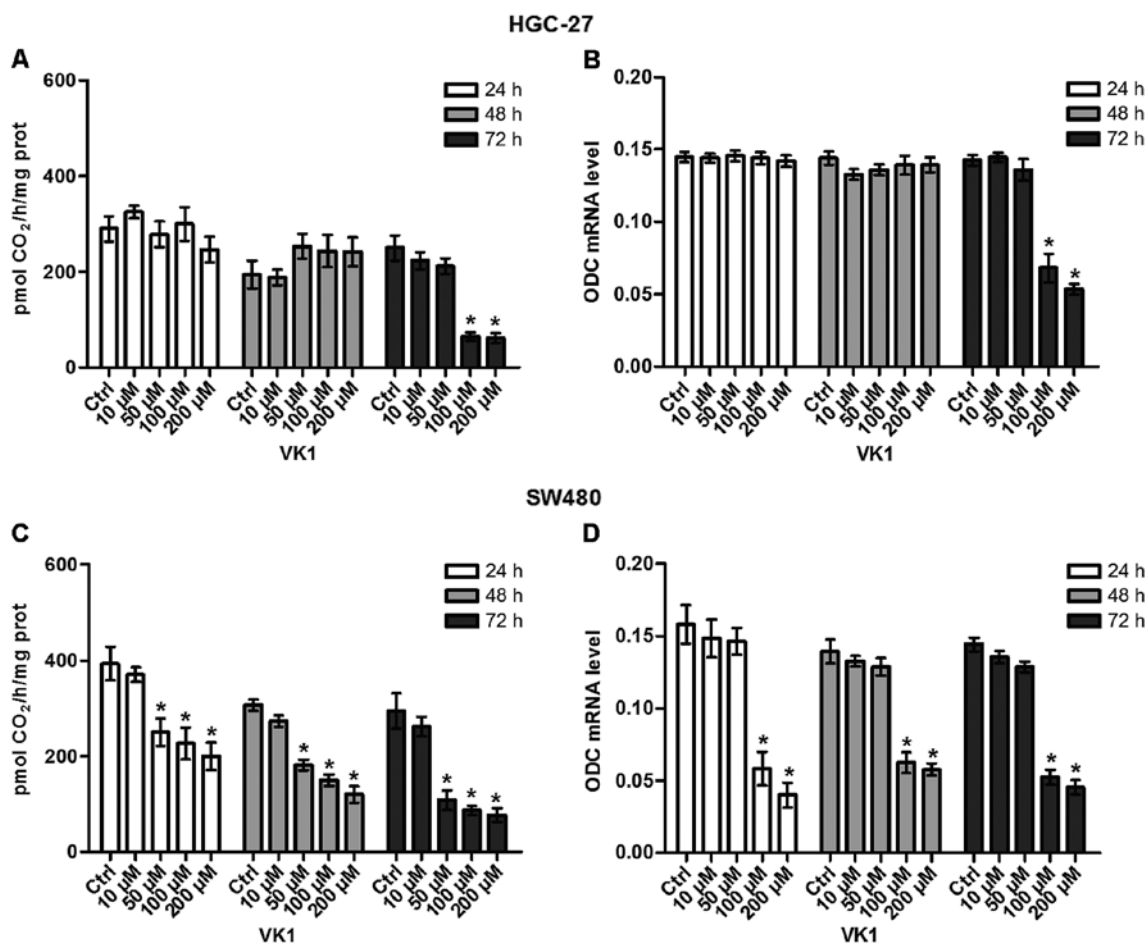 HGC-27
A
600
400
200
0
pmol CO₂/h/mg prot
24 h
48 h
72 h
* *
Ctrl 10 µM 50 µM 100 µM 200 µM Ctrl 10 µM 50 µM 100 µM 200 µM Ctrl 10 µM 50 µM 100 µM 200 µM
VK1
B
0.20
0.15
0.10
0.05
0.00
ODC mRNA level
24 h
48 h
72 h
* *
Ctrl 10 µM 50 µM 100 µM 200 µM Ctrl 10 µM 50 µM 100 µM 200 µM Ctrl 10 µM 50 µM 100 µM 200 µM
VK1
SW480
C
600
400
200
0
pmol CO₂/h/mg prot
24 h
48 h
72 h
* * * * * * * * *
Ctrl 10 µM 50 µM 100 µM 200 µM Ctrl 10 µM 50 µM 100 µM 200 µM Ctrl 10 µM 50 µM 100 µM 200 µM
VK1
D
0.20
0.15
0.10
0.05
0.00
ODC mRNA level
24 h
48 h
72 h
* * * * * *
Ctrl 10 µM 50 µM 100 µM 200 µM Ctrl 10 µM 50 µM 100 µM 200 µM Ctrl 10 µM 50 µM 100 µM 200 µM
VK1